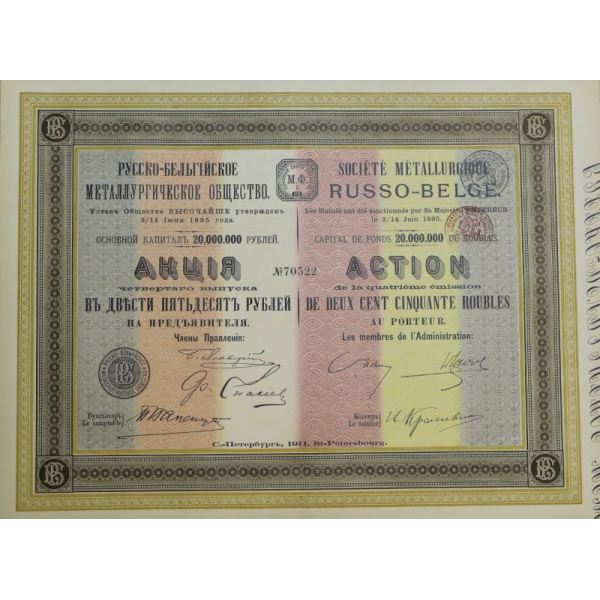 РУССКО-БЕЛЬГІЙСКОЕ
МЕТАЛЛУРГИЧЕСКОЕ ОБЩЕСТВО.
Уставъ Общества ВЫСОЧАЙШЕ утвержденъ
2/14 Іюня 1895 года.
ОСНОВНОЙ КАПИТАЛЪ 20.000.000 РУБЛЕЙ.
АКЦІЯ
четвертаго выпуска
ВЪ ДВѢСТИ ПЯТЬДЕСЯТЪ РУБЛЕЙ
НА ПРЕДЪЯВИТЕЛЯ.
Члены Правленія:
Бухгалтеръ
Le comptable
М.Ф.
№70522
SOCIÉTÉ MÉTALLURGIQUE
RUSSO-BELGE.
Les Statuts ont été sanctionnés par Sa Majesté
le 2/14 Juin 1895.
CAPITAL DE FONDS 20.000.000 DE ROUBLES.
ACTION
de la quatrième émission
DE DEUX CENT CINQUANTE ROUBLES
AU PORTEUR.
Les membres de l'Administration:
С.-Петербургъ, 1911, St-Pétersbourg.